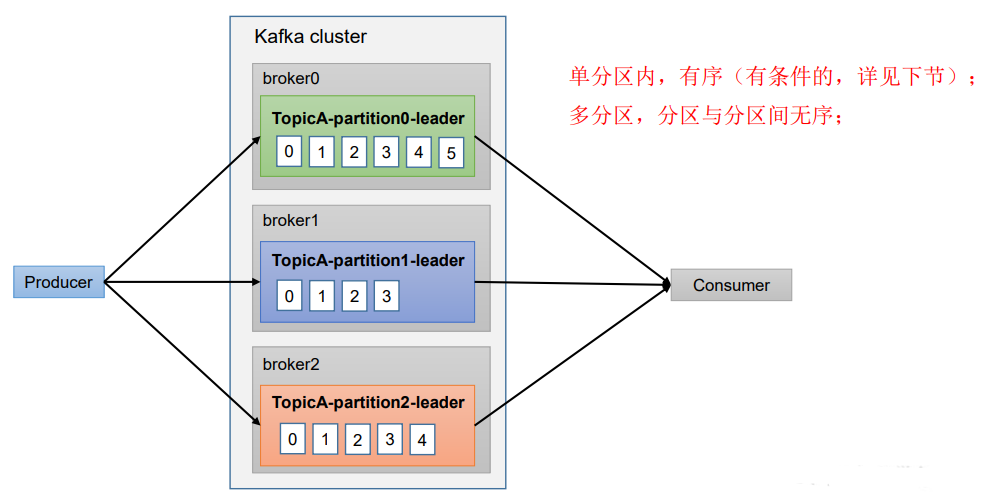 Kafka cluster
broker0
TopicA-partition0-leader
0 1 2 3 4 5
broker1
TopicA-partition1-leader
0 1 2 3
broker2
TopicA-partition2-leader
0 1 2 3 4
Producer
Consumer
单分区内，有序（有条件的，详见下节）；
多分区，分区与分区间无序；